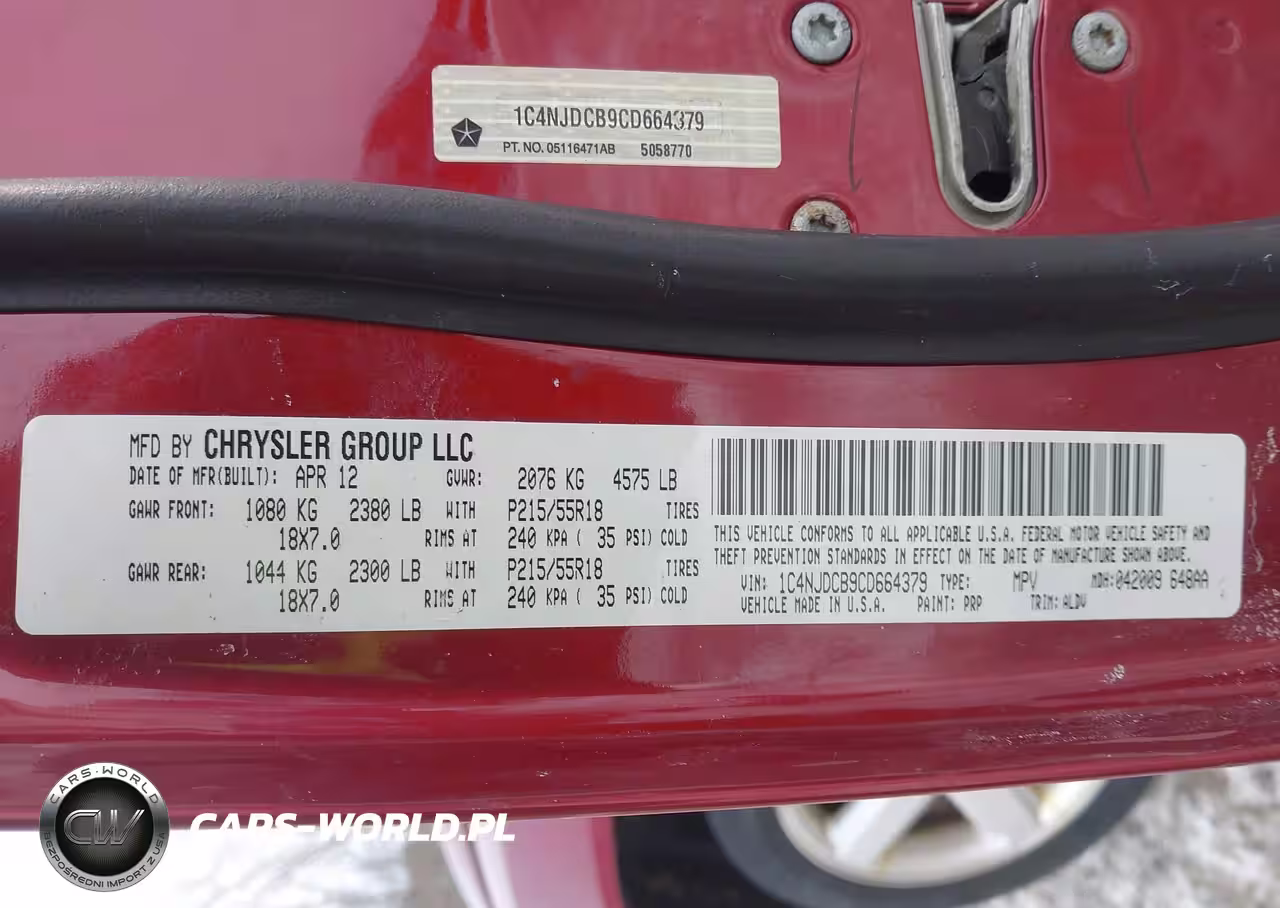 1C4NJDCB9CD664379
PT. NO. 05116471AB 5058770
MFD BY CHRYSLER GROUP LLC
DATE OF MFR(BUILT): APR 12 GVWR: 2076 KG 4575 LB
GAWR FRONT: 1080 KG 2380 LB WITH P215/55R18 TIRES
18X7.0 RIMS AT 240 KPA ( 35 PSI) COLD
GAWR REAR: 1044 KG 2300 LB WITH P215/55R18 TIRES
18X7.0 RIMS AT 240 KPA ( 35 PSI) COLD
THIS VEHICLE CONFORMS TO ALL APPLICABLE U.S.A. FEDERAL MOTOR VEHICLE SAFETY AND
THEFT PREVENTION STANDARDS IN EFFECT ON THE DATE OF MANUFACTURE SHOWN ABOVE.
VIN: 1C4NJDCB9CD664379 TYPE: MPV MDH:042009 648AA
VEHICLE MADE IN U.S.A. PAINT: PRP TRIM: ALDV
CARS-WORLD
CW
BEZPOŚREDNI IMPORT Z USA
CARS-WORLD.PL